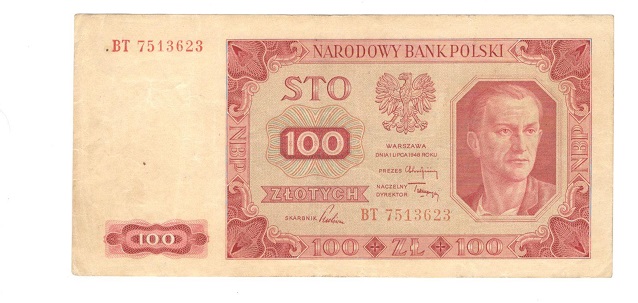 BT 7513623
NARODOWY BANK POLSKI
STO
100
WARSZAWA
DNIA 1 LIPCA 1948 ROKU
PREZES
NACZELNY
DYREKTOR
ZŁOTYCH
SKARBNIK
BT 7513623
NBP
NBP
100
100 ZŁ 100